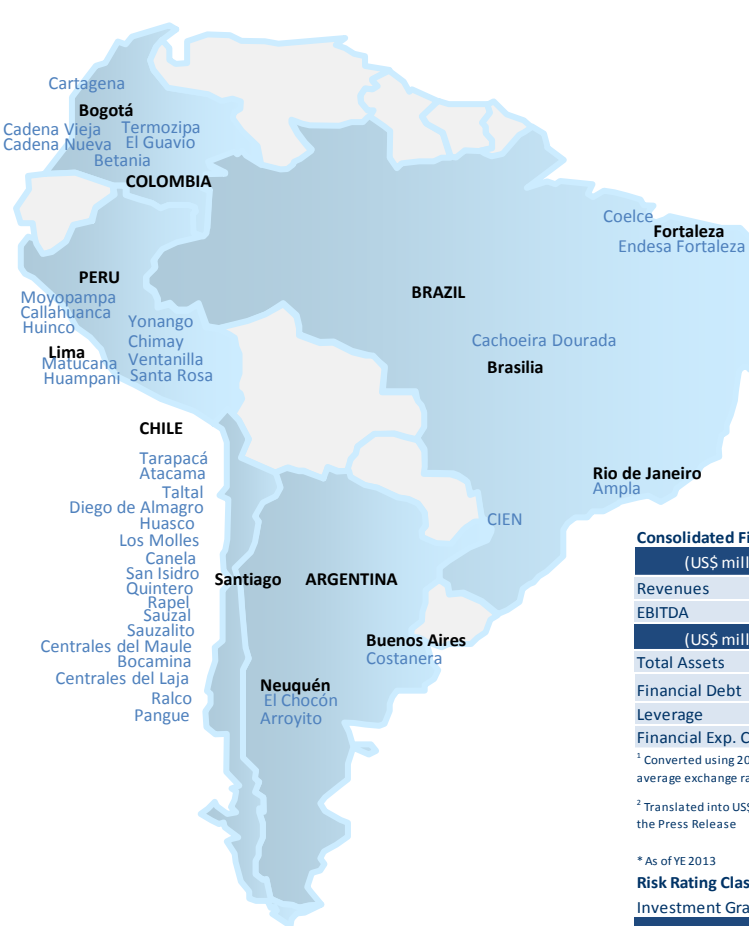 Cartagena
Bogotá
Cadena Vieja Termozipa
Cadena Nueva El Guavio
Betania
COLOMBIA
Coelce
Fortaleza
Endesa Fortaleza
PERU
BRAZIL
Moyopampa
Callahuanca
Huinco
Yonango
Chimay
Lima
Matucana
Ventanilla
Huampani
Santa Rosa
Cachoeira Dourada
Brasilia
CHILE
Tarapacá
Atacama
Taltal
Diego de Almagro
Huasco
Los Molles
Canela
San Isidro
Quintero
Rapel
Sauzal
Sauzalito
Centrales del Maule
Bocamina
Centrales del Laja
Ralco
Pangue
Santiago
ARGENTINA
Rio de Janeiro
Ampla
CIEN
Buenos Aires
Costanera
Neuquén
El Chocón
Arroyito
Consolidated Fi
(US$ mill
Revenues
EBITDA
(US$ mill
Total Assets
Financial Debt
Leverage
Financial Exp. C
¹ Converted using 20
average exchange ra
² Translated into US$
the Press Release
* As of YE 2013
Risk Rating Clas
Investment Gra